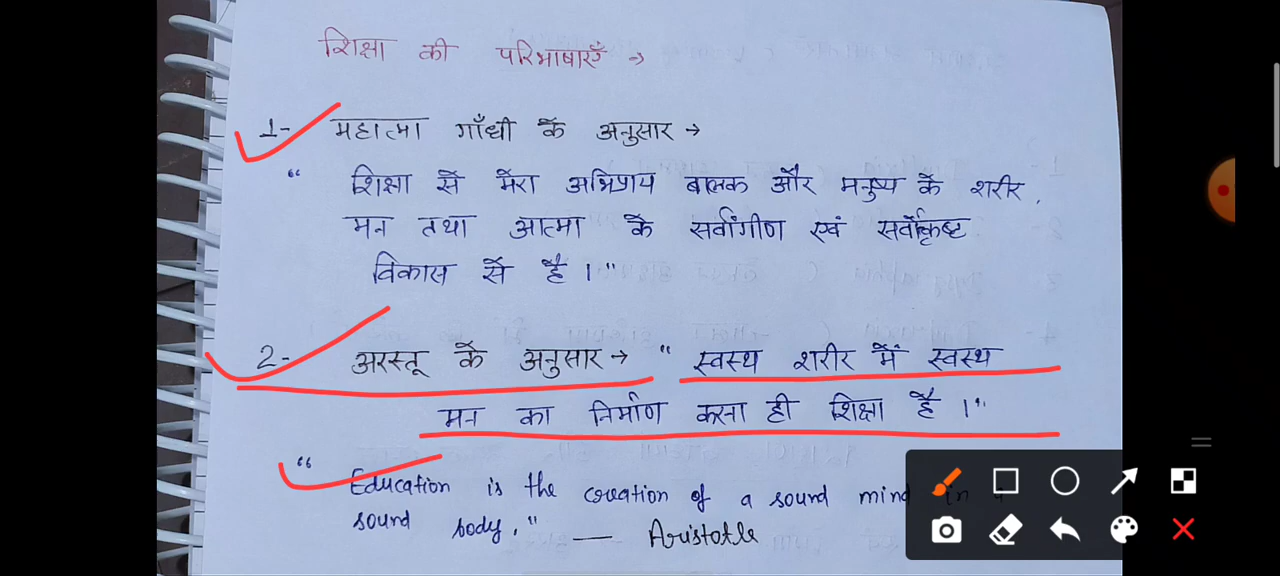 शिक्षा की परिभाषाएँ →
1- महात्मा गाँधी के अनुसार →
“ शिक्षा से मेरा अभिप्राय बालक और मनुष्य के शरीर,
मन तथा आत्मा के सर्वांगीण एवं सर्वोत्कृष्ट
विकास से है ।”
2- अरस्तू के अनुसार → “ स्वस्थ शरीर में स्वस्थ
मन का निर्माण करना ही शिक्षा है ।”
“ Education is the creation of a sound mind in a
sound body.” — Aristotle